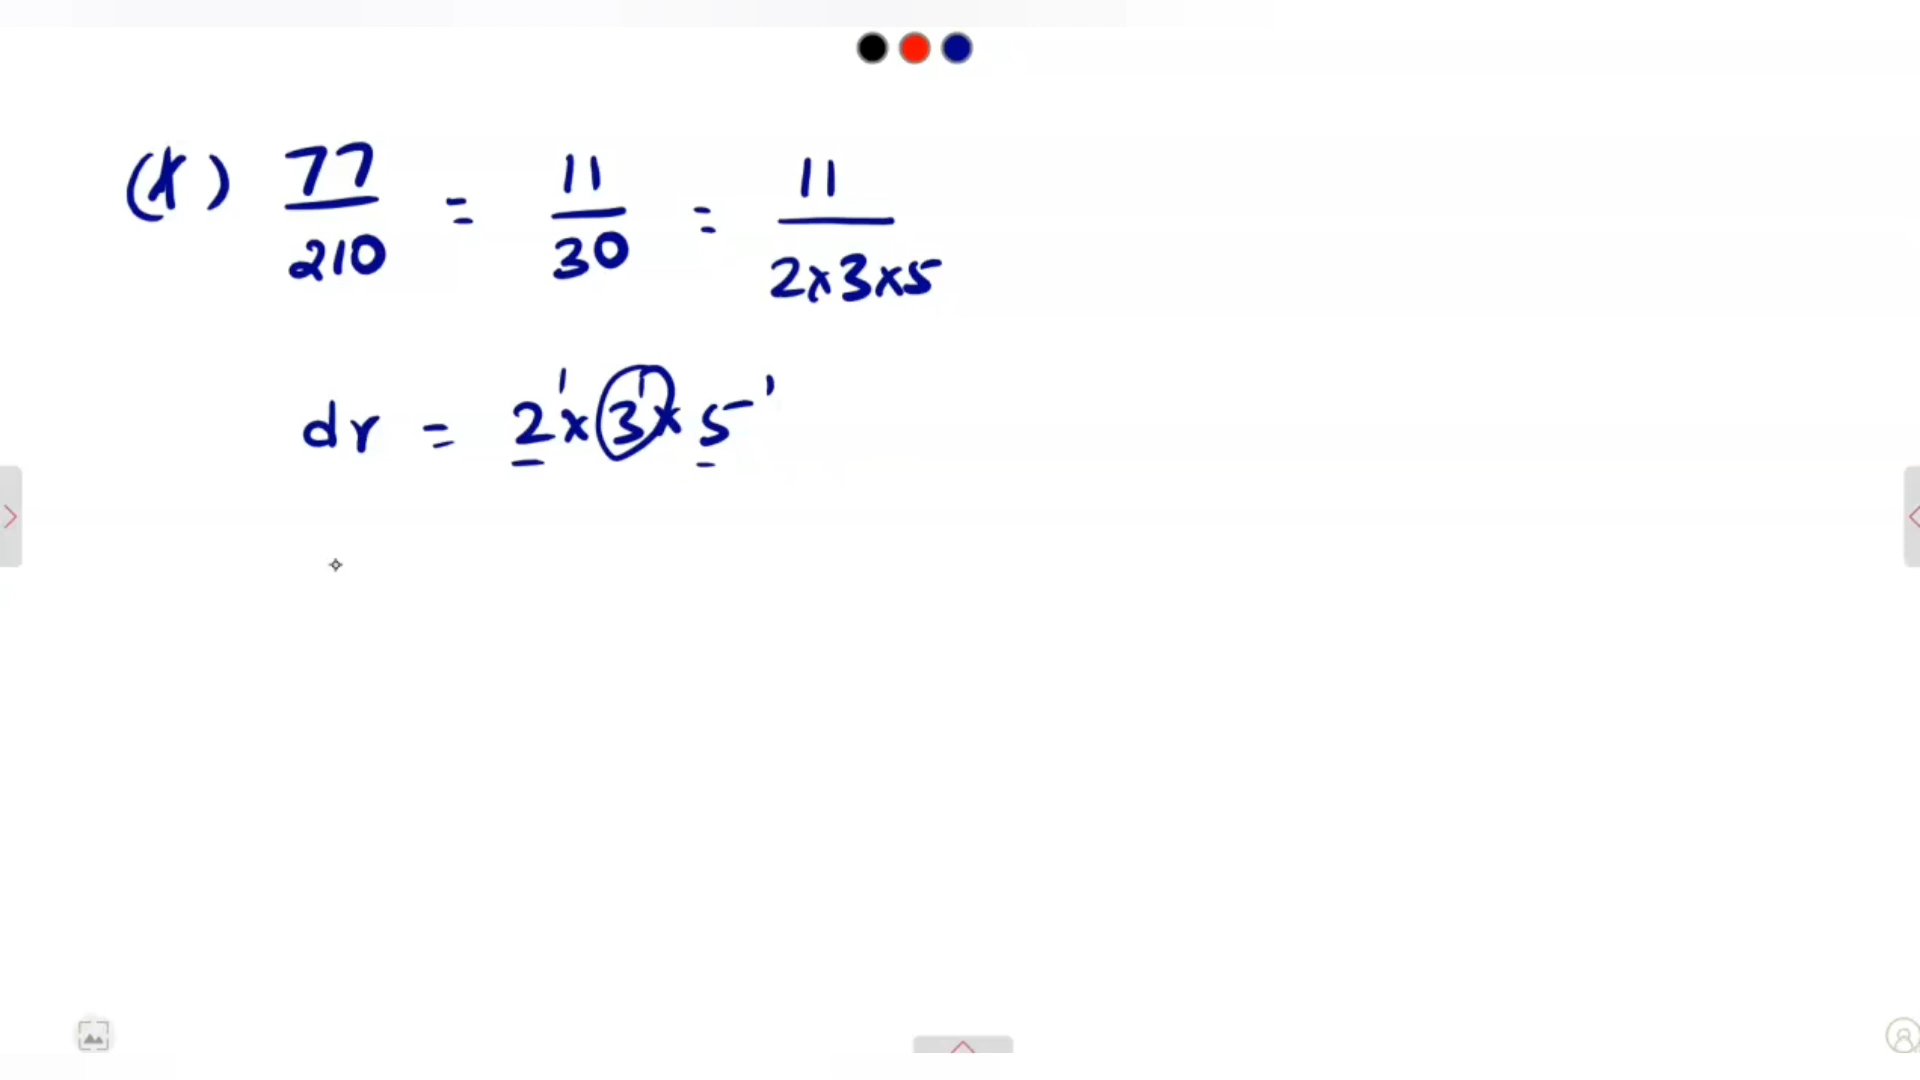 (x) 77/210 = 11/30 = 11/2x3x5
dr = 2¹x3¹x5¹